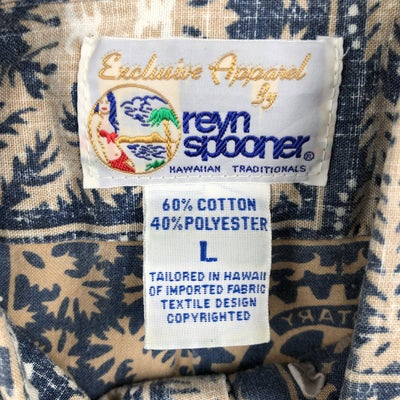 Exclusive Apparel
by
reyn
spooner®
HAWAIIAN TRADITIONALS
60% COTTON
40% POLYESTER
L
TAILORED IN HAWAII
OF IMPORTED FABRIC
TEXTILE DESIGN
COPYRIGHTED